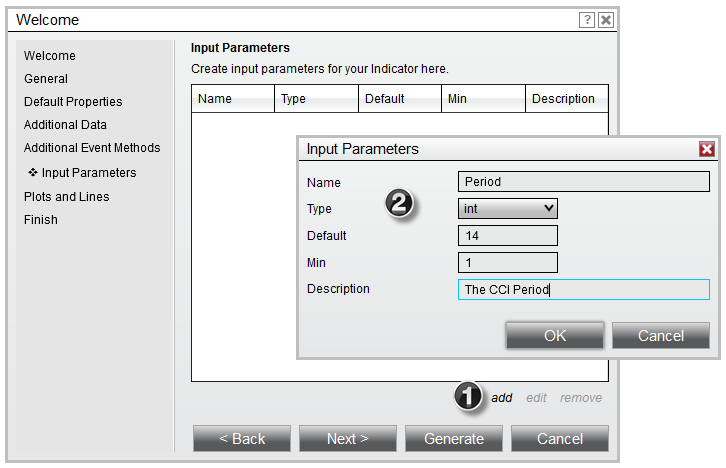 Welcome
?
Welcome
General
Default Properties
Additional Data
Additional Event Methods
Input Parameters
Plots and Lines
Finish
Input Parameters
Create input parameters for your Indicator here.
Name Type Default Min Description
Input Parameters
Name Period
2
Type int
Default 14
Min 1
Description The CCI Period
OK Cancel
1 add edit remove
< Back Next > Generate Cancel